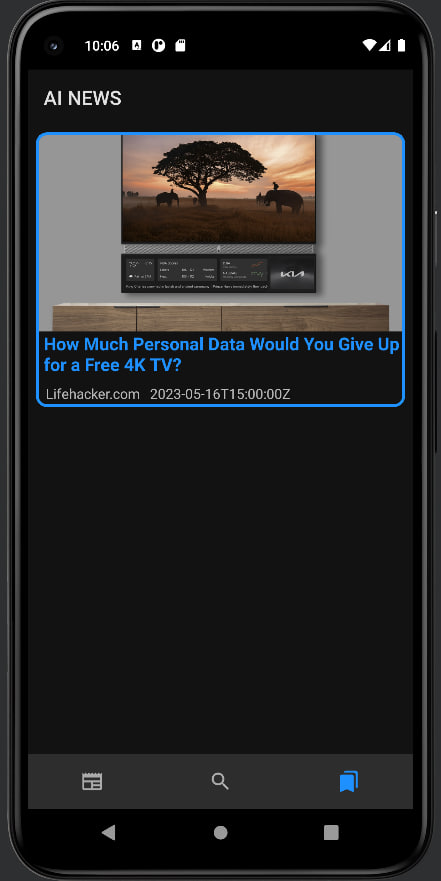 10:06
AI NEWS
KIA
How Much Personal Data Would You Give Up
for a Free 4K TV?
Lifehacker.com 2023-05-16T15:00:00Z